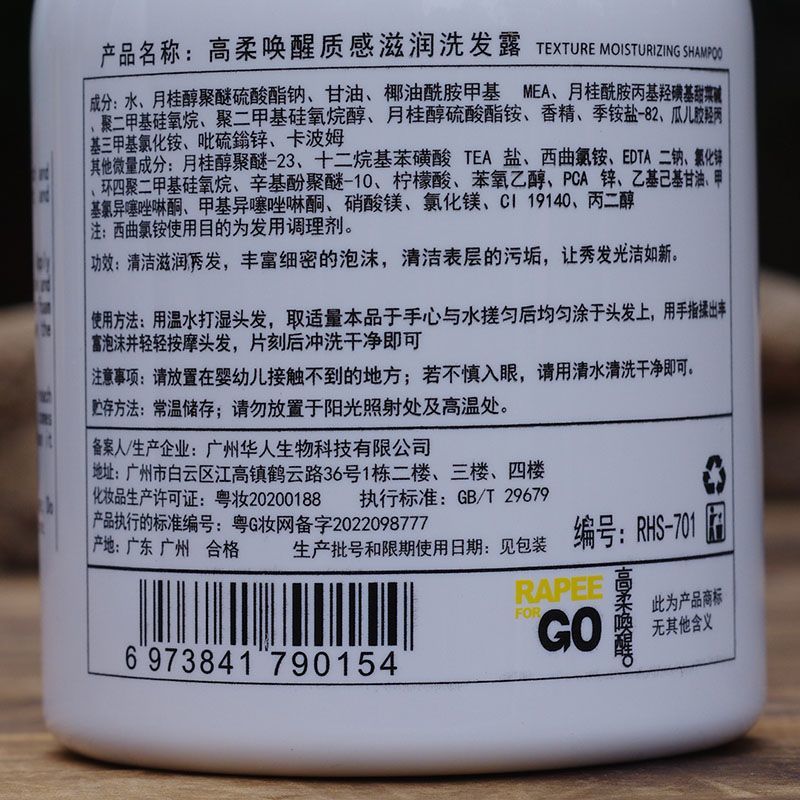 产品名称：高柔唤醒质感滋润洗发露 TEXTURE MOISTURIZING SHAMPOO
成分：水、月桂醇聚醚硫酸酯钠、甘油、椰油酰胺甲基 MEA、月桂酰胺丙基羟磺基甜菜碱
、聚二甲基硅氧烷、聚二甲基硅氧烷醇、月桂醇硫酸酯铵、香精、季铵盐-82、瓜儿胶羟丙
基三甲基氯化铵、吡硫鎓锌、卡波姆
其他微量成分：月桂醇聚醚-23、十二烷基苯磺酸 TEA 盐、西曲氯铵、EDTA 二钠、氯化锌
、环四聚二甲基硅氧烷、辛基酚聚醚-10、柠檬酸、苯氧乙醇、PCA 锌、乙基己基甘油、甲
基氯异噻唑啉酮、甲基异噻唑啉酮、硝酸镁、氯化镁、CI 19140、丙二醇
注：西曲氯铵使用目的为发用调理剂。
功效：清洁滋润秀发，丰富细密的泡沫，清洁表层的污垢，让秀发光洁如新。
使用方法：用温水打湿头发，取适量本品于手心与水搓匀后均匀涂于头发上，用手指揉出丰
富泡沫并轻轻按摩头发，片刻后冲洗干净即可
注意事项：请放置在婴幼儿接触不到的地方；若不慎入眼，请用清水清洗干净即可。
贮存方法：常温储存；请勿放置于阳光照射处及高温处。
备案人/生产企业：广州华人生物科技有限公司
地址：广州市白云区江高镇鹤云路36号1栋二楼、三楼、四楼
化妆品生产许可证：粤妆20200188 执行标准：GB/T 29679
产品执行的标准编号：粤G妆网备字2022098777
编号：RHS-701
产地：广东 广州 合格 生产批号和限期使用日期：见包装
6 973841 790154
RAPEE
FOR GO
高柔唤醒。
此为产品商标
无其他含义